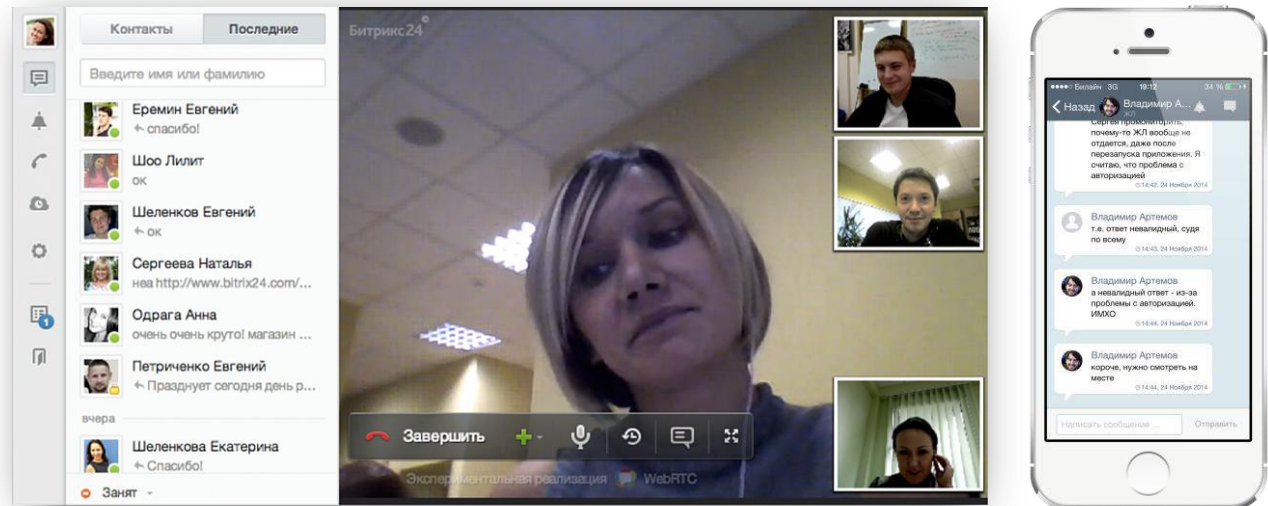 Контакты
Последние
Введите имя или фамилию
Еремин Евгений
спасибо!
Шоо Лилит
ок
Шеленков Евгений
ок
Сергеева Наталья
неа http://www.bitrix24.com/...
Одрага Анна
очень очень круто! магазин ...
Петриченко Евгений
Празднует сегодня день р...
вчера
Шеленкова Екатерина
Спасибо!
Занят
1
Битрикс24
Завершить
Экспериментальная реализация WebRTC
Билайн 3G 19:12 34 %
Назад Владимир А...
ЖЛ
Сергея промониторить,
почему-то ЖЛ вообще не
отдается, даже после
перезапуска приложения. Я
считаю, что проблема с
авторизацией
14:42, 24 Ноября 2014
Владимир Артемов
т.е. ответ невалидный, судя
по всему
14:43, 24 Ноября 2014
Владимир Артемов
а невалидный ответ - из-за
проблемы с авторизацией.
ИМХО
14:44, 24 Ноября 2014
Владимир Артемов
короче, нужно смотреть на
месте
14:44, 24 Ноября 2014
Написать сообщение ...
Отправить